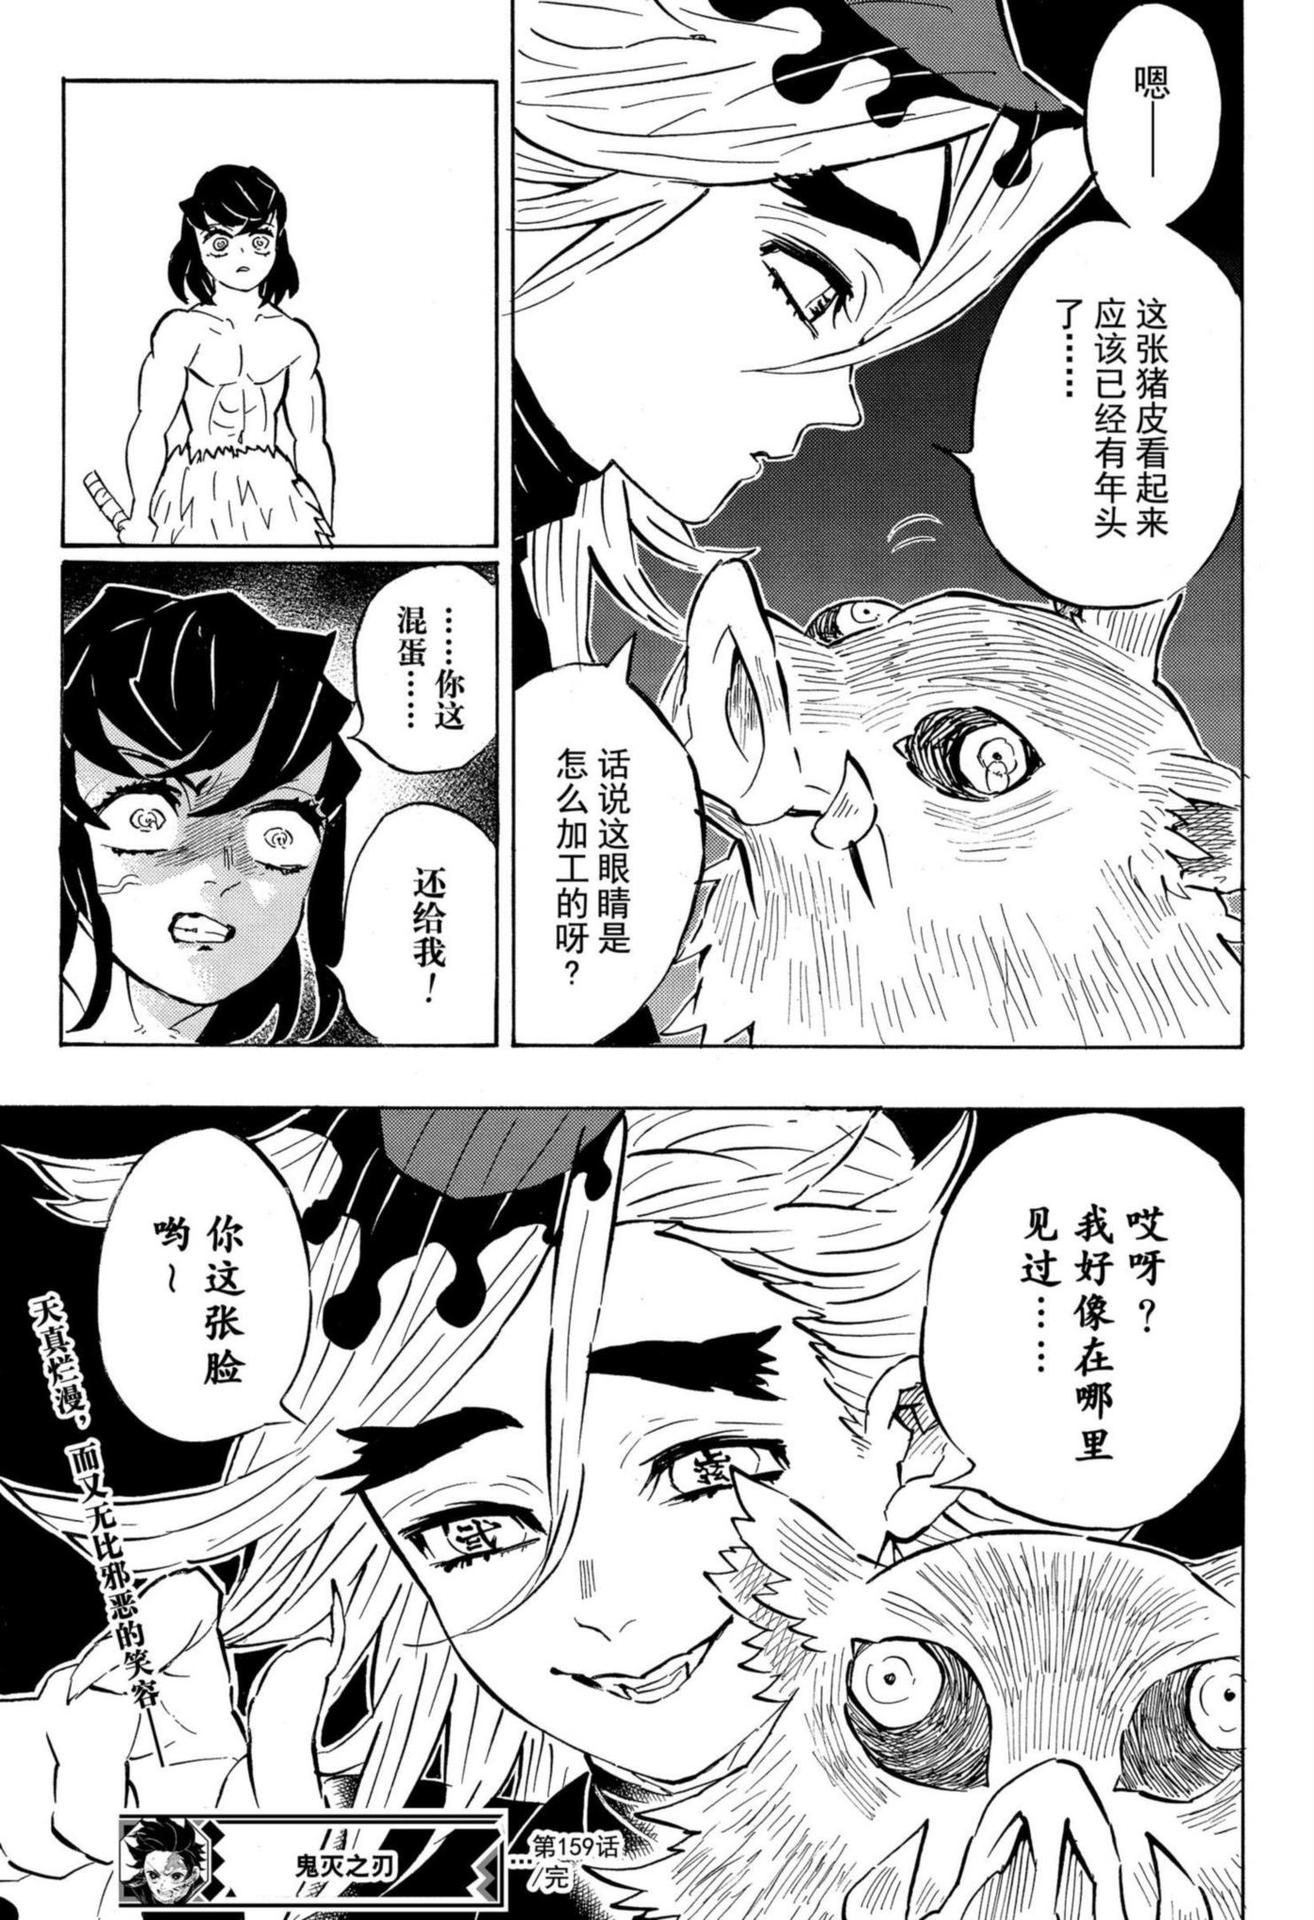 嗯——
这张猪皮看起来
应该已经有年头
了……
话说这眼睛是
怎么加工的呀？
……你这
混蛋……
还给我！
哎呀？
我好像在哪里
见过……
你这张脸
哟~
天真烂漫，而又无比邪恶的笑容——
鬼灭之刃
…第159话
/完
弐